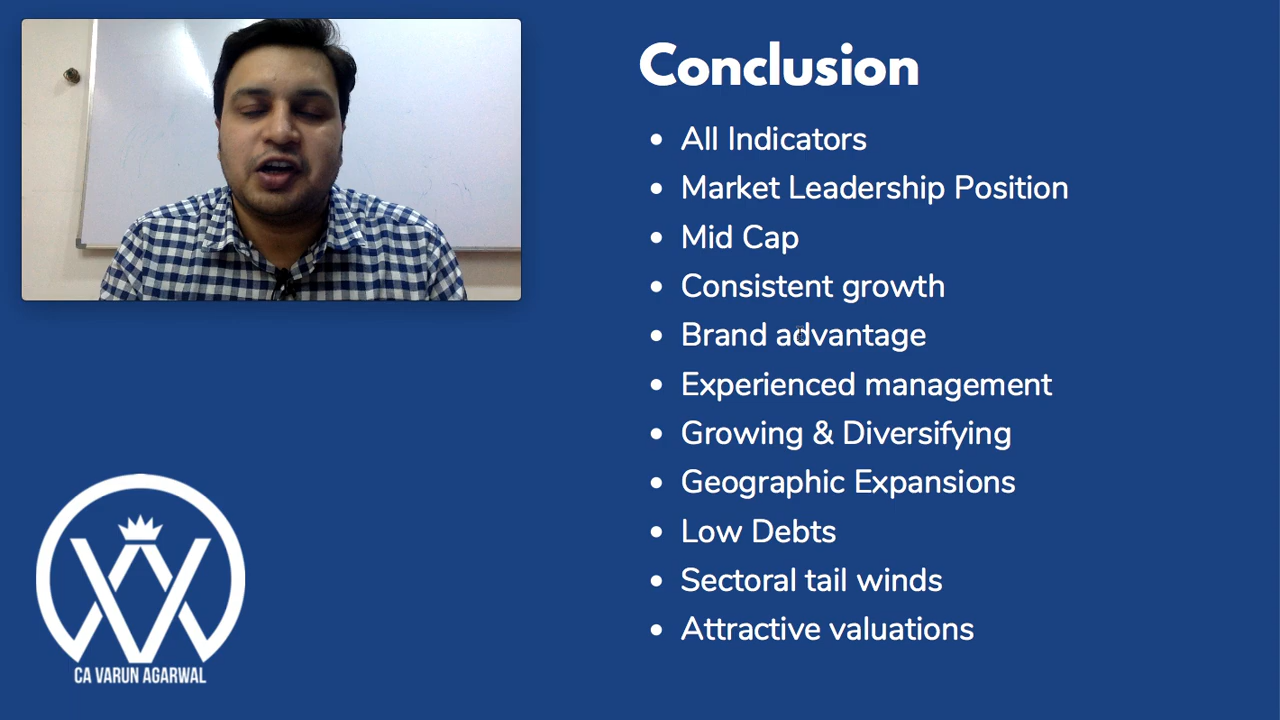 Conclusion
• All Indicators
• Market Leadership Position
• Mid Cap
• Consistent growth
• Brand advantage
• Experienced management
• Growing & Diversifying
• Geographic Expansions
• Low Debts
• Sectoral tail winds
• Attractive valuations
CA VARUN AGARWAL